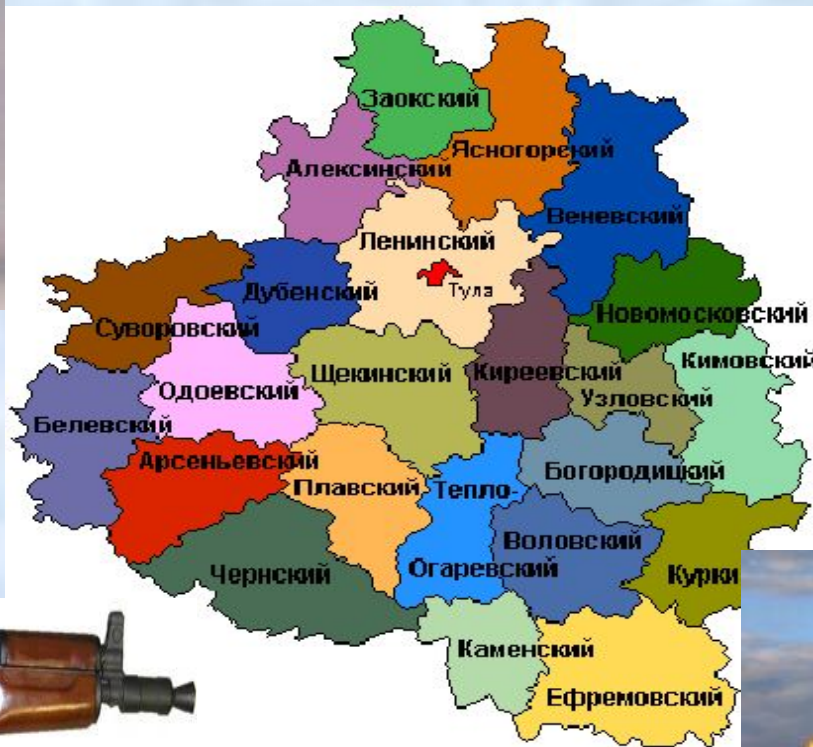 Заокский
Ясногорский
Алексинский
Веневский
Ленинский
Тула
Дубенский
Новомосковский
Суворовский
Кимовский
Щекинский
Киреевский
Одоевский
Узловский
Белевский
Арсеньевский
Богородицкий
Плавский
Тепло-
Огаревский
Воловский
Чернский
Курки
Каменский
Ефремовский